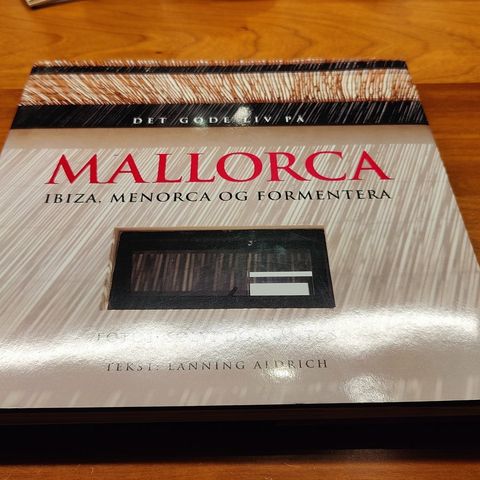 DET GODE LIV PÅ
MALLORCA
IBIZA, MENORCA OG FORMENTERA
TEKST: LANNING ALDRICH